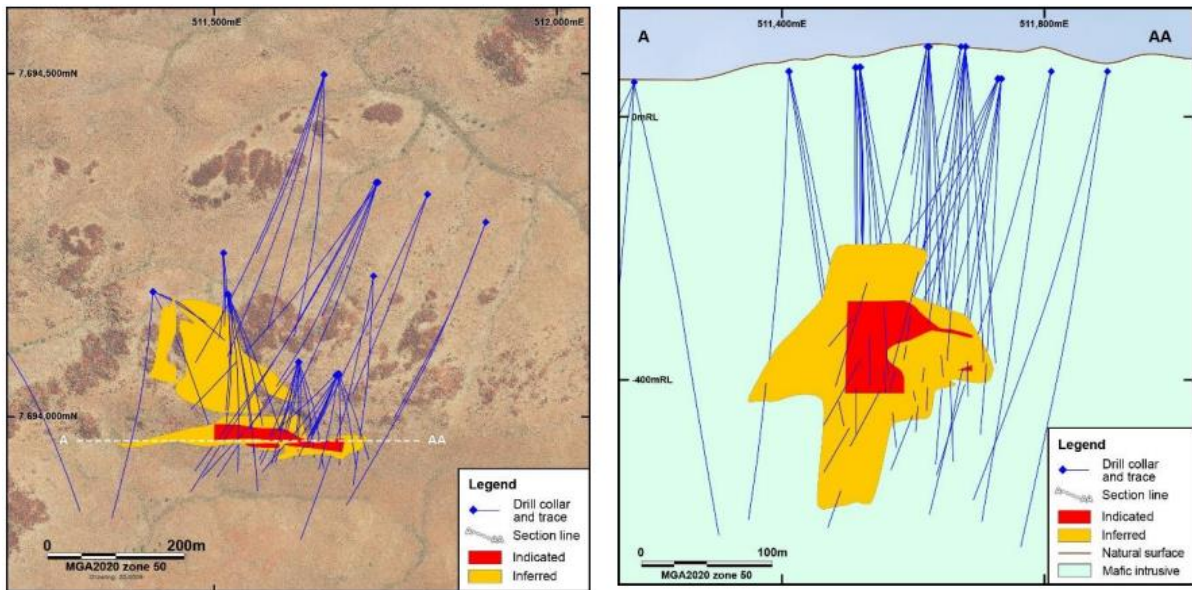 511,500mE
512,000mE
7,694,500mN
7,694,000mN
A
AA
0
200m
MGA2020 zone 50
Legend
Drill collar
and trace
Section line
Indicated
Inferred
A
511,400mE
511,800mE
AA
0mRL
-400mRL
0
100m
MGA2020 zone 50
Legend
Drill collar
and trace
Section line
Indicated
Inferred
Natural surface
Mafic intrusive